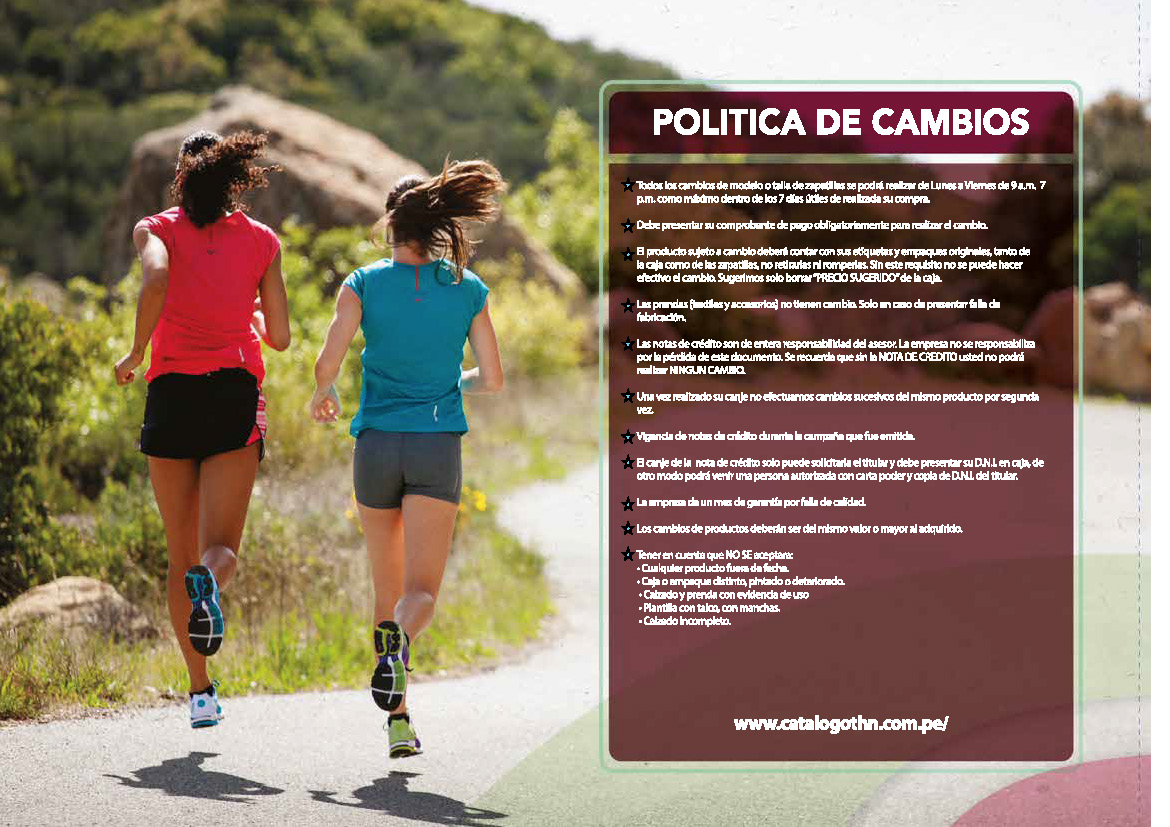 POLITICA DE CAMBIOS
Todos los cambios de modelo o talla de zapatillas se podrá realizar de Lunes a Viernes de 9 a.m. 7
p.m. como máximo dentro de los 7 días útiles de realizada su compra.
Debe presentar su comprobante de pago obligatoriamente para realizar el cambio.
El producto sujeto a cambio deberá contar con sus etiquetas y empaques originales, tanto de
la caja como de las zapatillas, no retirarlas ni romperlas. Sin este requisito no se puede hacer
efectivo el cambio. Sugerimos solo borrar "PRECIO SUGERIDO" de la caja.
Las prendas (textiles y accesorios) no tienen cambio. Solo en caso de presentar falla de
fabricación.
Las notas de crédito son de entera responsabilidad del asesor. La empresa no se responsabiliza
por la pérdida de este documento. Se recuerda que sin la NOTA DE CREDITO usted no podrá
realizar NINGUN CAMBIO.
Una vez realizado su canje no efectuamos cambios sucesivos del mismo producto por segunda
vez.
Vigencia de notas de crédito durante la campaña que fue emitida.
El canje de la nota de crédito solo puede solicitarla el titular y debe presentar su D.N.I. en caja, de
otro modo podrá venir una persona autorizada con carta poder y copia de D.N.I. del titular.
La empresa da un mes de garantía por falla de calidad.
Los cambios de productos deberán ser del mismo valor o mayor al adquirido.
Tener en cuenta que NO SE aceptan:
• Cualquier producto fuera de fecha.
• Caja o empaque distinto, pintado o deteriorado.
• Calzado y prenda con evidencia de uso
• Plantilla con talco, con manchas.
• Calzado incompleto.
www.catalogothn.com.pe/